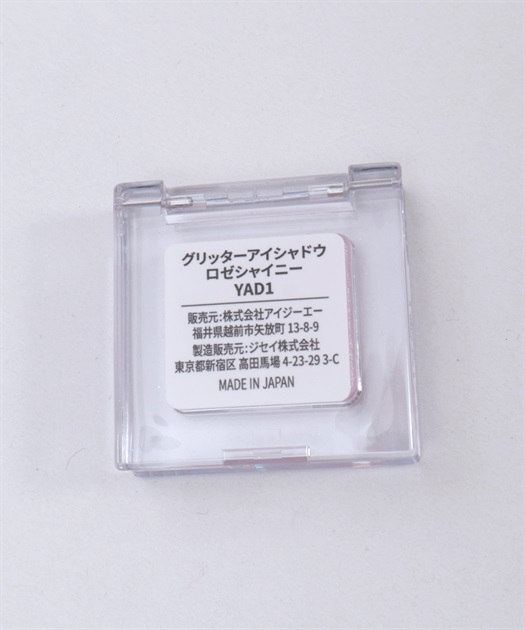 グリッターアイシャドウ
ロゼシャイニー
YAD1
販売元:株式会社アイジーエー
福井県越前市矢放町 13-8-9
製造販売元:ジセイ株式会社
東京都新宿区 高田馬場 4-23-29 3-C
MADE IN JAPAN